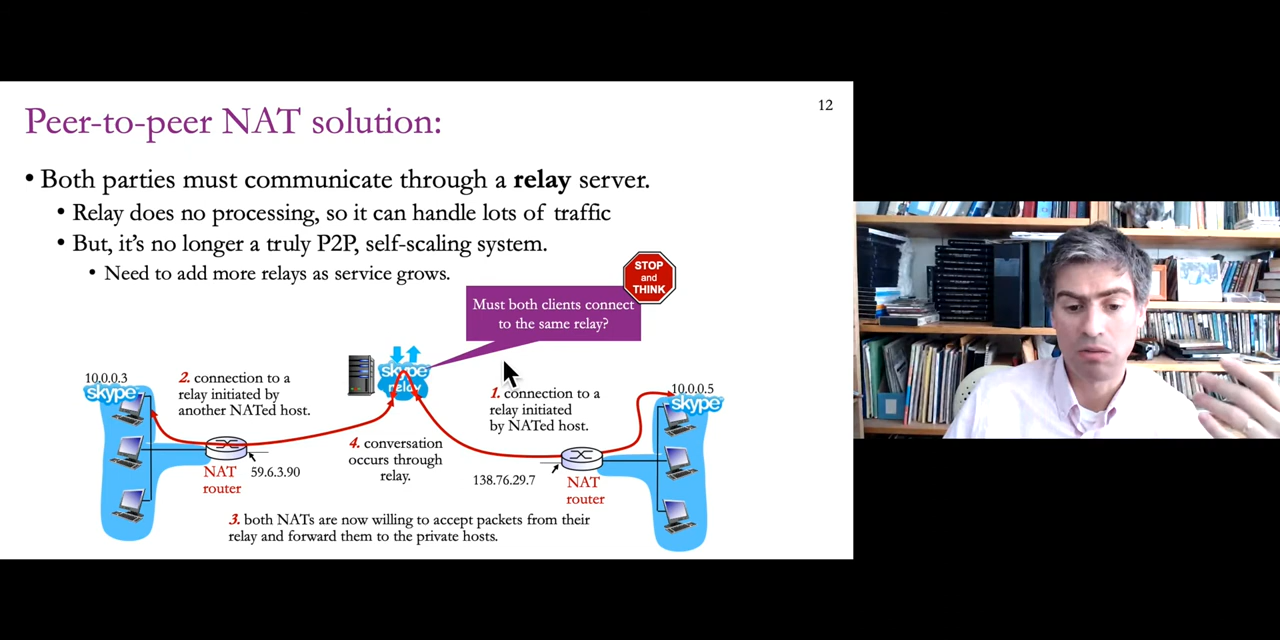 12
Peer-to-peer NAT solution:
• Both parties must communicate through a relay server.
• Relay does no processing, so it can handle lots of traffic
• But, it's no longer a truly P2P, self-scaling system.
• Need to add more relays as service grows.
STOP
and
THINK
Must both clients connect
to the same relay?
10.0.0.3
skype
2. connection to a
relay initiated by
another NATed host.
skype
relay
1. connection to a
relay initiated
by NATed host.
10.0.0.5
skype
4. conversation
occurs through
relay.
NAT
router
59.6.3.90
138.76.29.7
NAT
router
3. both NATs are now willing to accept packets from their
relay and forward them to the private hosts.